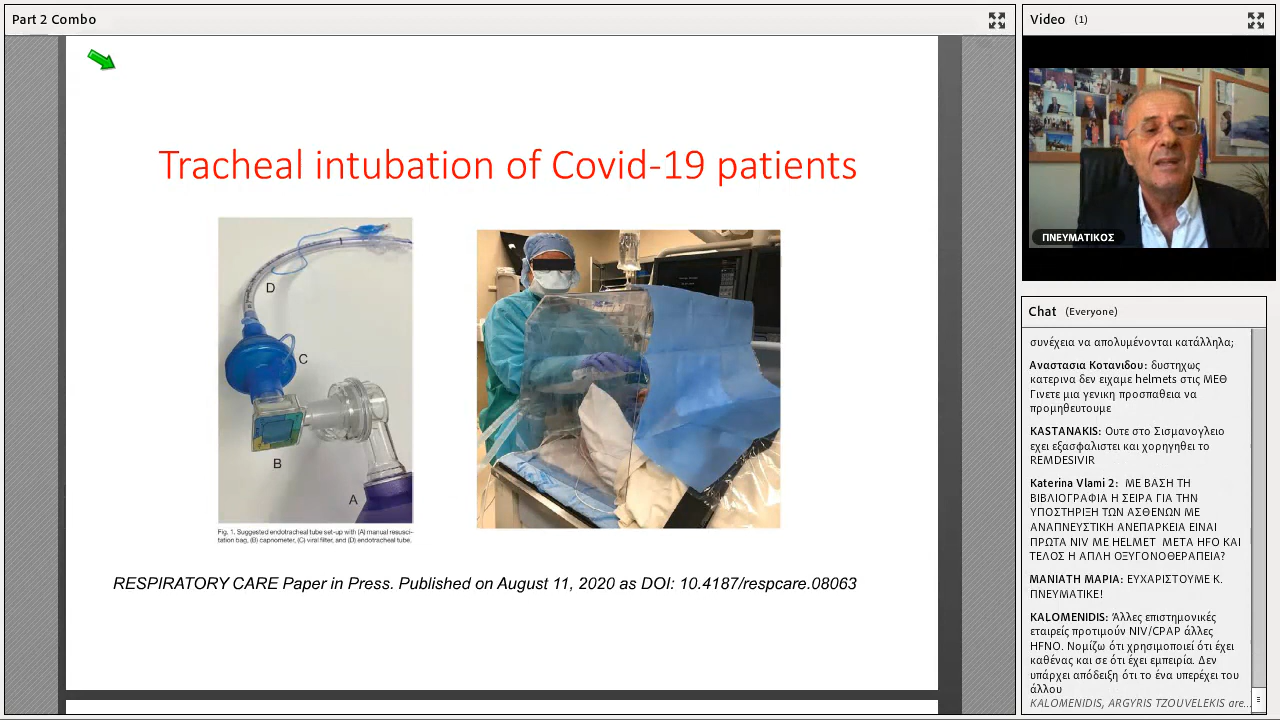 Part 2 Combo
Tracheal intubation of Covid-19 patients
D
C
B
A
Fig. 1. Suggested endotracheal tube set-up with (A) manual resusci-
tation bag, (B) capnometer, (C) viral filter, and (D) endotracheal tube.
RESPIRATORY CARE Paper in Press. Published on August 11, 2020 as DOI: 10.4187/respcare.08063
Video (1)
ΠΝΕΥΜΑΤΙΚΟΣ
Chat (Everyone)
συνέχεια να απολυμένονται κατάλληλα;
Αναστασια Κοτανιδου: δυστηχως
κατερινα δεν ειχαμε helmets στις ΜΕΘ
Γινετε μια γενικη προσπαθεια να
προμηθευτουμε
KASTANAKIS: Ουτε στο Σισμανογλειο
εχει εξασφαλιστει και χορηγηθει το
REMDESIVIR
Katerina Vlami 2: ΜΕ ΒΑΣΗ ΤΗ
ΒΙΒΛΙΟΓΡΑΦΙΑ Η ΣΕΙΡΑ ΓΙΑ ΤΗΝ
ΥΠΟΣΤΗΡΙΞΗ ΤΩΝ ΑΣΘΕΝΩΝ ΜΕ
ΑΝΑΠΝΕΥΣΤΙΚΗ ΑΝΕΠΑΡΚΕΙΑ ΕΙΝΑΙ
ΠΡΩΤΑ NIV ΜΕ HELMET ΜΕΤΑ HFO ΚΑΙ
ΤΕΛΟΣ Η ΑΠΛΗ ΟΞΥΓΟΝΟΘΕΡΑΠΕΙΑ?
ΜΑΝΙΑΤΗ ΜΑΡΙΑ: ΕΥΧΑΡΙΣΤΟΥΜΕ Κ.
ΠΝΕΥΜΑΤΙΚΕ!
KALOMENIDIS: Άλλες επιστημονικές
εταιρείς προτιμούν NIV/CPAP άλλες
HFNO. Νομίζω ότι χρησιμοποιεί ότι έχει
καθένας και σε ότι έχει εμπειρία. Δεν
υπάρχει απόδειξη ότι το ένα υπερέχει του
άλλου
KALOMENIDIS, ARGYRIS TZOUVELEKIS are...